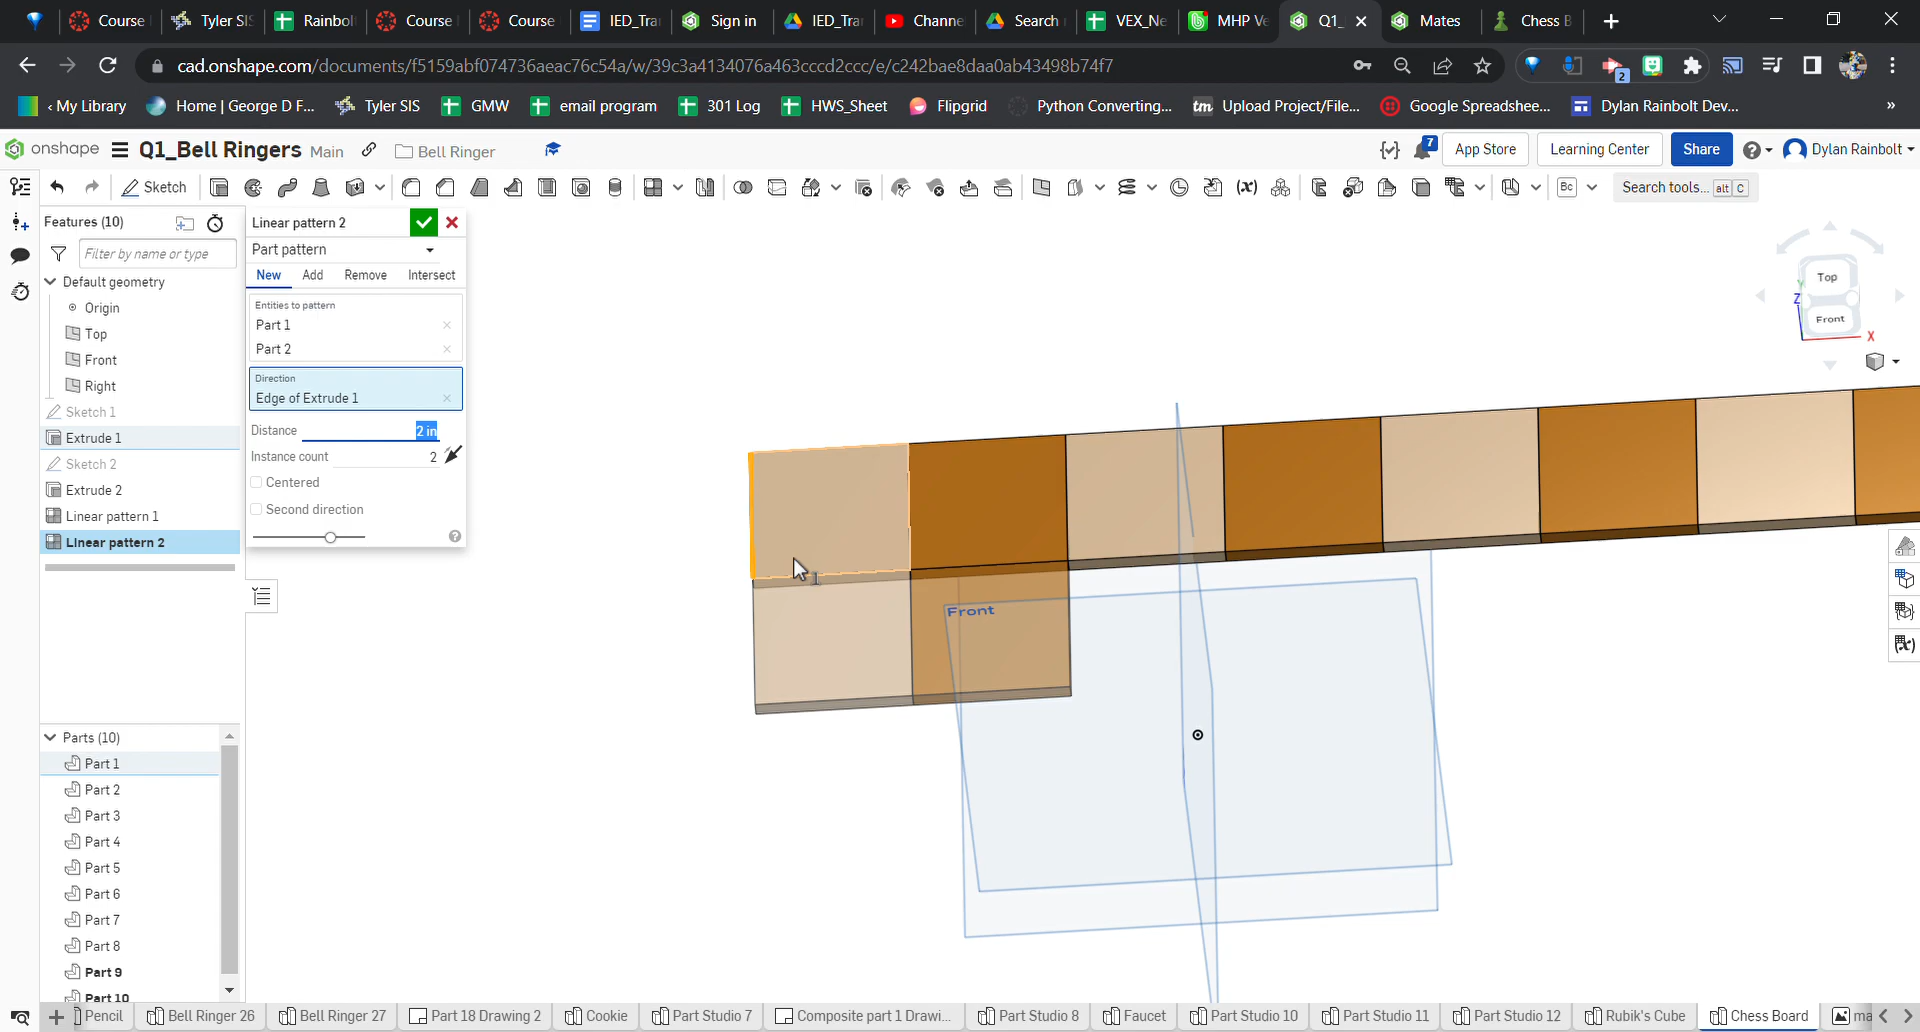 Course
Tyler SIS
Rainbol
Course
Course
IED_Tra
Sign in
IED_Tra
Channe
Search
VEX_Ne
MHP Ve
Q1_
Mates
Chess B
cad.onshape.com/documents/f5159abf074736aeac76c54a/w/39c3a4134076a463cccd2ccc/e/c242bae8daa0ab43498b74f7
2
‹ My Library
Home | George D F...
Tyler SIS
GMW
email program
301 Log
HWS_Sheet
Flipgrid
Python Converting...
tm Upload Project/File...
Google Spreadshee...
Dylan Rainbolt Dev...
»
onshape
Q1_Bell Ringers Main
Bell Ringer
7
App Store
Learning Center
Share
Dylan Rainbolt
Sketch
Bc
Search tools... alt C
Features (10)
Filter by name or type
Default geometry
Origin
Top
Front
Right
Sketch 1
Extrude 1
Sketch 2
Extrude 2
Linear pattern 1
Linear pattern 2
Linear pattern 2
Part pattern
New Add Remove Intersect
Entities to pattern
Part 1
Part 2
Direction
Edge of Extrude 1
Distance 2 in
Instance count 2
Centered
Second direction
Front
Top
Front
Z
Y
X
Parts (10)
Part 1
Part 2
Part 3
Part 4
Part 5
Part 6
Part 7
Part 8
Part 9
Part 10
Pencil
Bell Ringer 26
Bell Ringer 27
Part 18 Drawing 2
Cookie
Part Studio 7
Composite part 1 Drawi...
Part Studio 8
Faucet
Part Studio 10
Part Studio 11
Part Studio 12
Rubik's Cube
Chess Board
ma